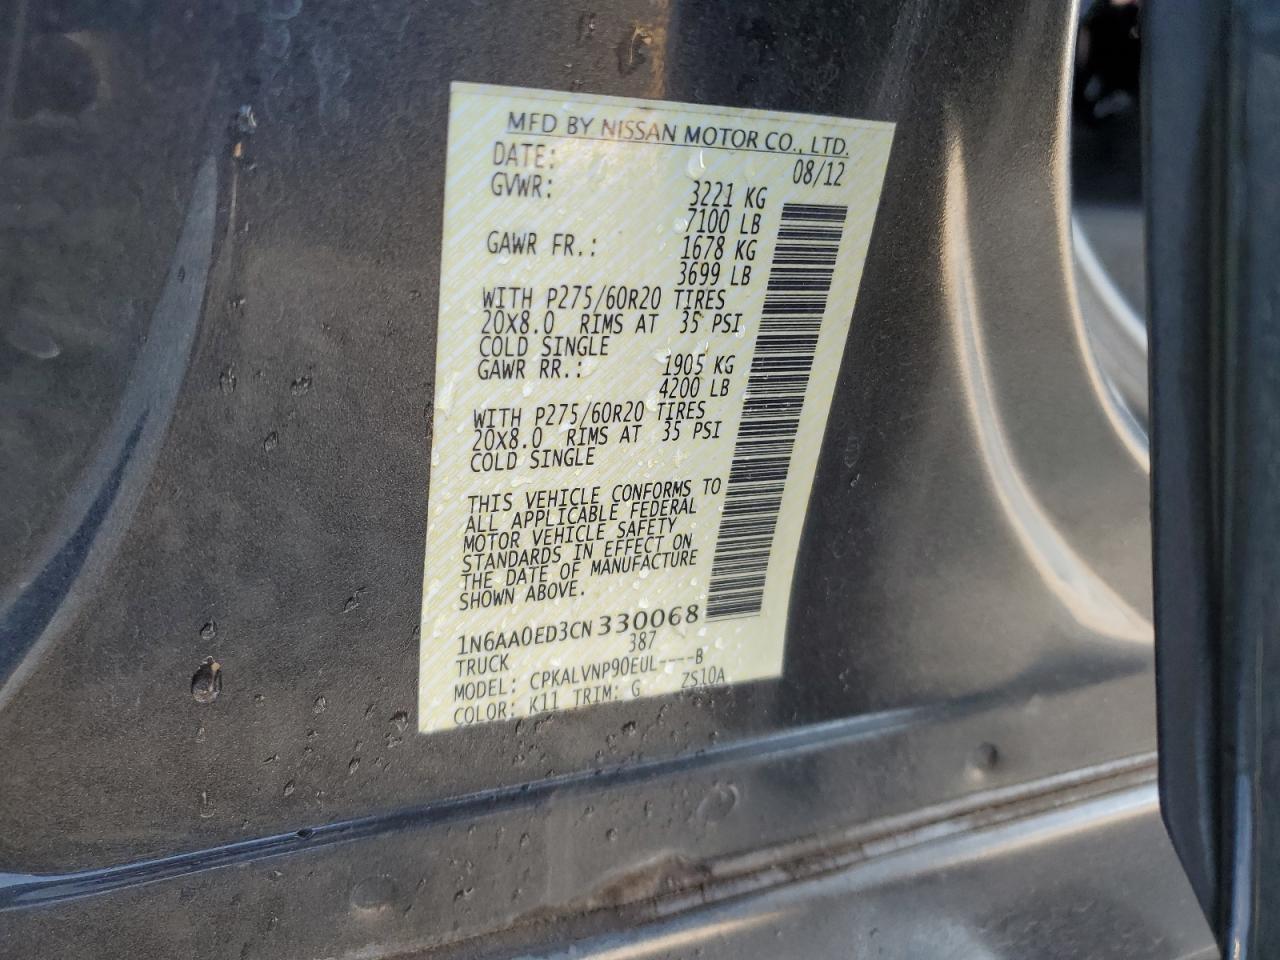 MFD BY NISSAN MOTOR CO., LTD.
DATE: 08/12
GVWR: 3221 KG
7100 LB
GAWR FR.: 1678 KG
3699 LB
WITH P275/60R20 TIRES
20X8.0 RIMS AT 35 PSI
COLD SINGLE
GAWR RR.: 1905 KG
4200 LB
WITH P275/60R20 TIRES
20X8.0 RIMS AT 35 PSI
COLD SINGLE
THIS VEHICLE CONFORMS TO
ALL APPLICABLE FEDERAL
MOTOR VEHICLE SAFETY
STANDARDS IN EFFECT ON
THE DATE OF MANUFACTURE
SHOWN ABOVE.
1N6AA0ED3CN330068
TRUCK 387
MODEL: CPKALVNP90EUL----B
COLOR: K11 TRIM: G ZS10A